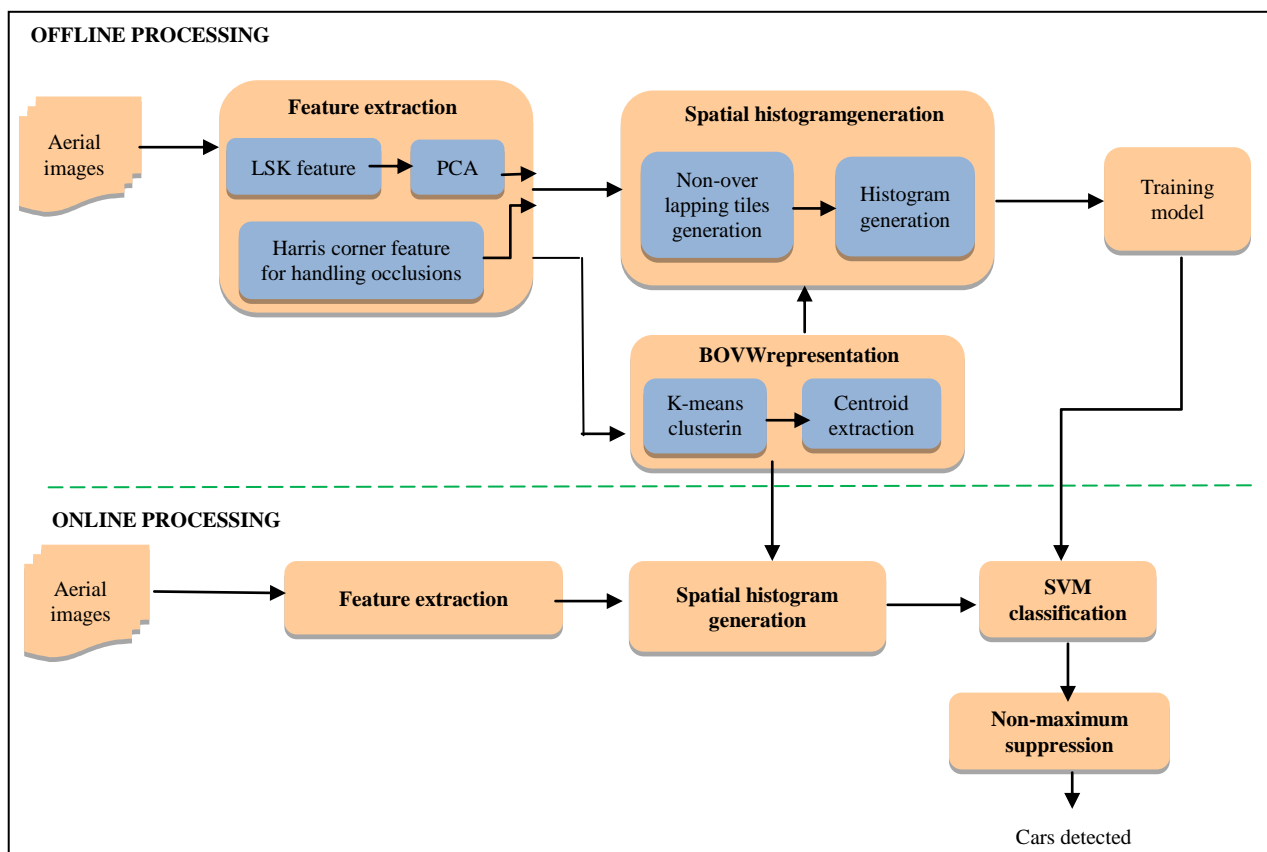 OFFLINE PROCESSING
Aerial
images
Feature extraction
LSK feature
PCA
Harris corner feature
for handling occlusions
Spatial histogramgeneration
Non-over
lapping tiles
generation
Histogram
generation
Training
model
BOVWrepresentation
K-means
clusterin
Centroid
extraction
ONLINE PROCESSING
Aerial
images
Feature extraction
Spatial histogram
generation
SVM
classification
Non-maximum
suppression
Cars detected